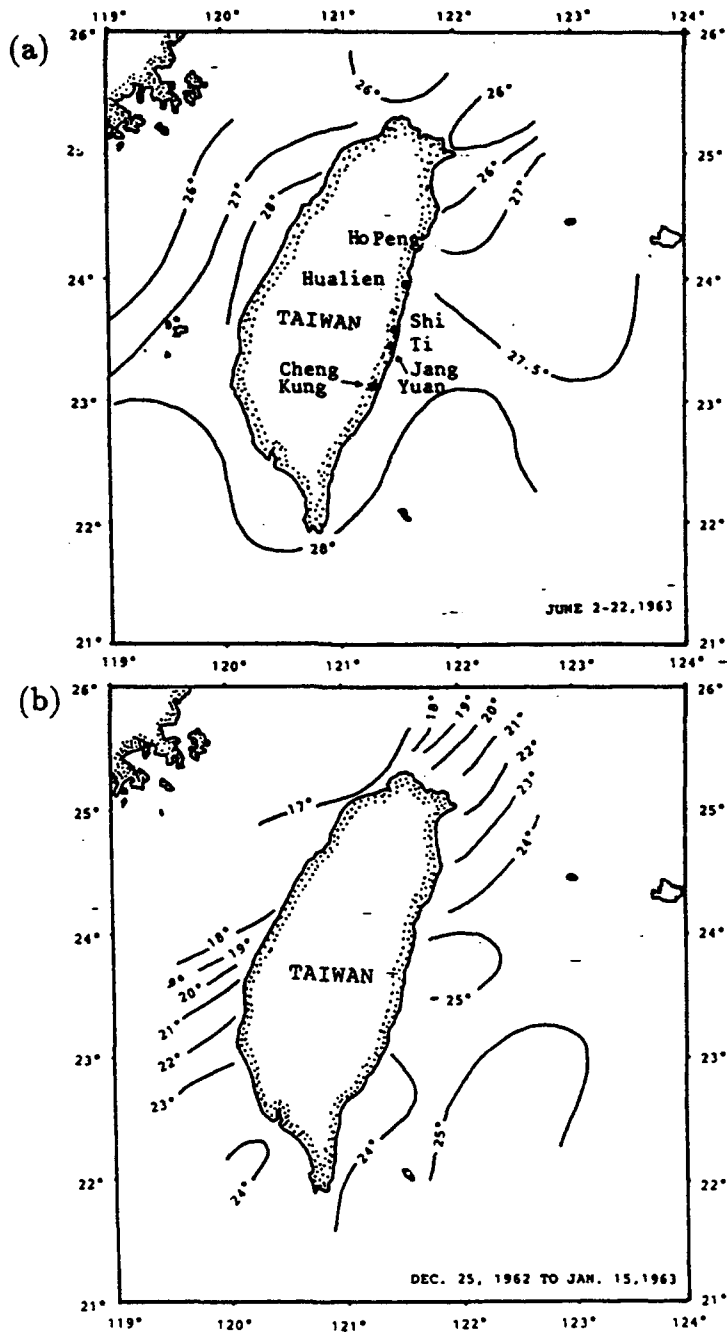 119° 120° 121° 122° 123° 124°
(a)
26° 26°
26° 26°
25° 25°
26° 27° 28° 26° 27°
Ho Peng
24° 24°
Hualien
TAIWAN
Shi
Ti
27.5°
Cheng
Kung
Jang
Yuan
23° 23°
22° 22°
28°
JUNE 2-22,1963
21° 21°
119° 120° 121° 122° 123° 124°
(b)
26° 26°
18° 19° 20° 21° 22° 23° 24°
25° 25°
17°
24° 24°
18°
19°
20°
TAIWAN
25°
21°
22°
23° 23°
23°
25°
24°
24°
22° 22°
DEC. 25, 1962 TO JAN. 15,1963
21° 21°
119° 120° 121° 122° 123° 124°